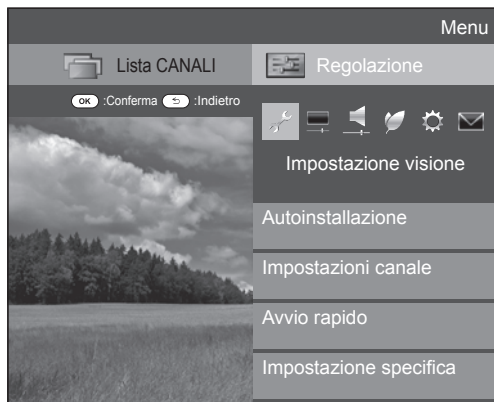 Menu
Lista CANALI
Regolazione
OK :Conferma :Indietro
Impostazione visione
Autoinstallazione
Impostazioni canale
Avvio rapido
Impostazione specifica